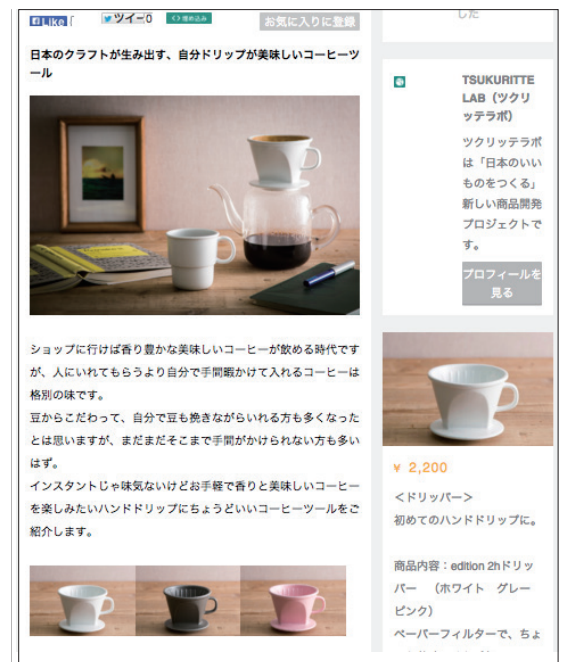 Like
ツイート 0
埋め込み
お気に入りに登録
日本のクラフトが生み出す、自分ドリップが美味しいコーヒーツ
ール
ショップに行けば香り豊かな美味しいコーヒーが飲める時代です
が、人にいれてもらうより自分で手間暇かけて入れるコーヒーは
格別の味です。
豆からこだわって、自分で豆も挽きながらいれる方も多くなった
とは思いますが、まだまだそこまで手間がかけられない方も多い
はず。
インスタントじゃ味気ないけどお手軽で香りと美味しいコーヒー
を楽しみたいハンドドリップにちょうどいいコーヒーツールをご
紹介します。
した
TSUKURITTE
LAB（ツクリ
ッテラボ）
ツクリッテラボ
は「日本のいい
ものをつくる」
新しい商品開発
プロジェクトで
す。
プロフィールを
見る
¥ 2,200
＜ドリッパー＞
初めてのハンドドリップに。
商品内容：edition 2hドリッ
パー （ホワイト グレー
ピンク）
ペーパーフィルターで、ちょ